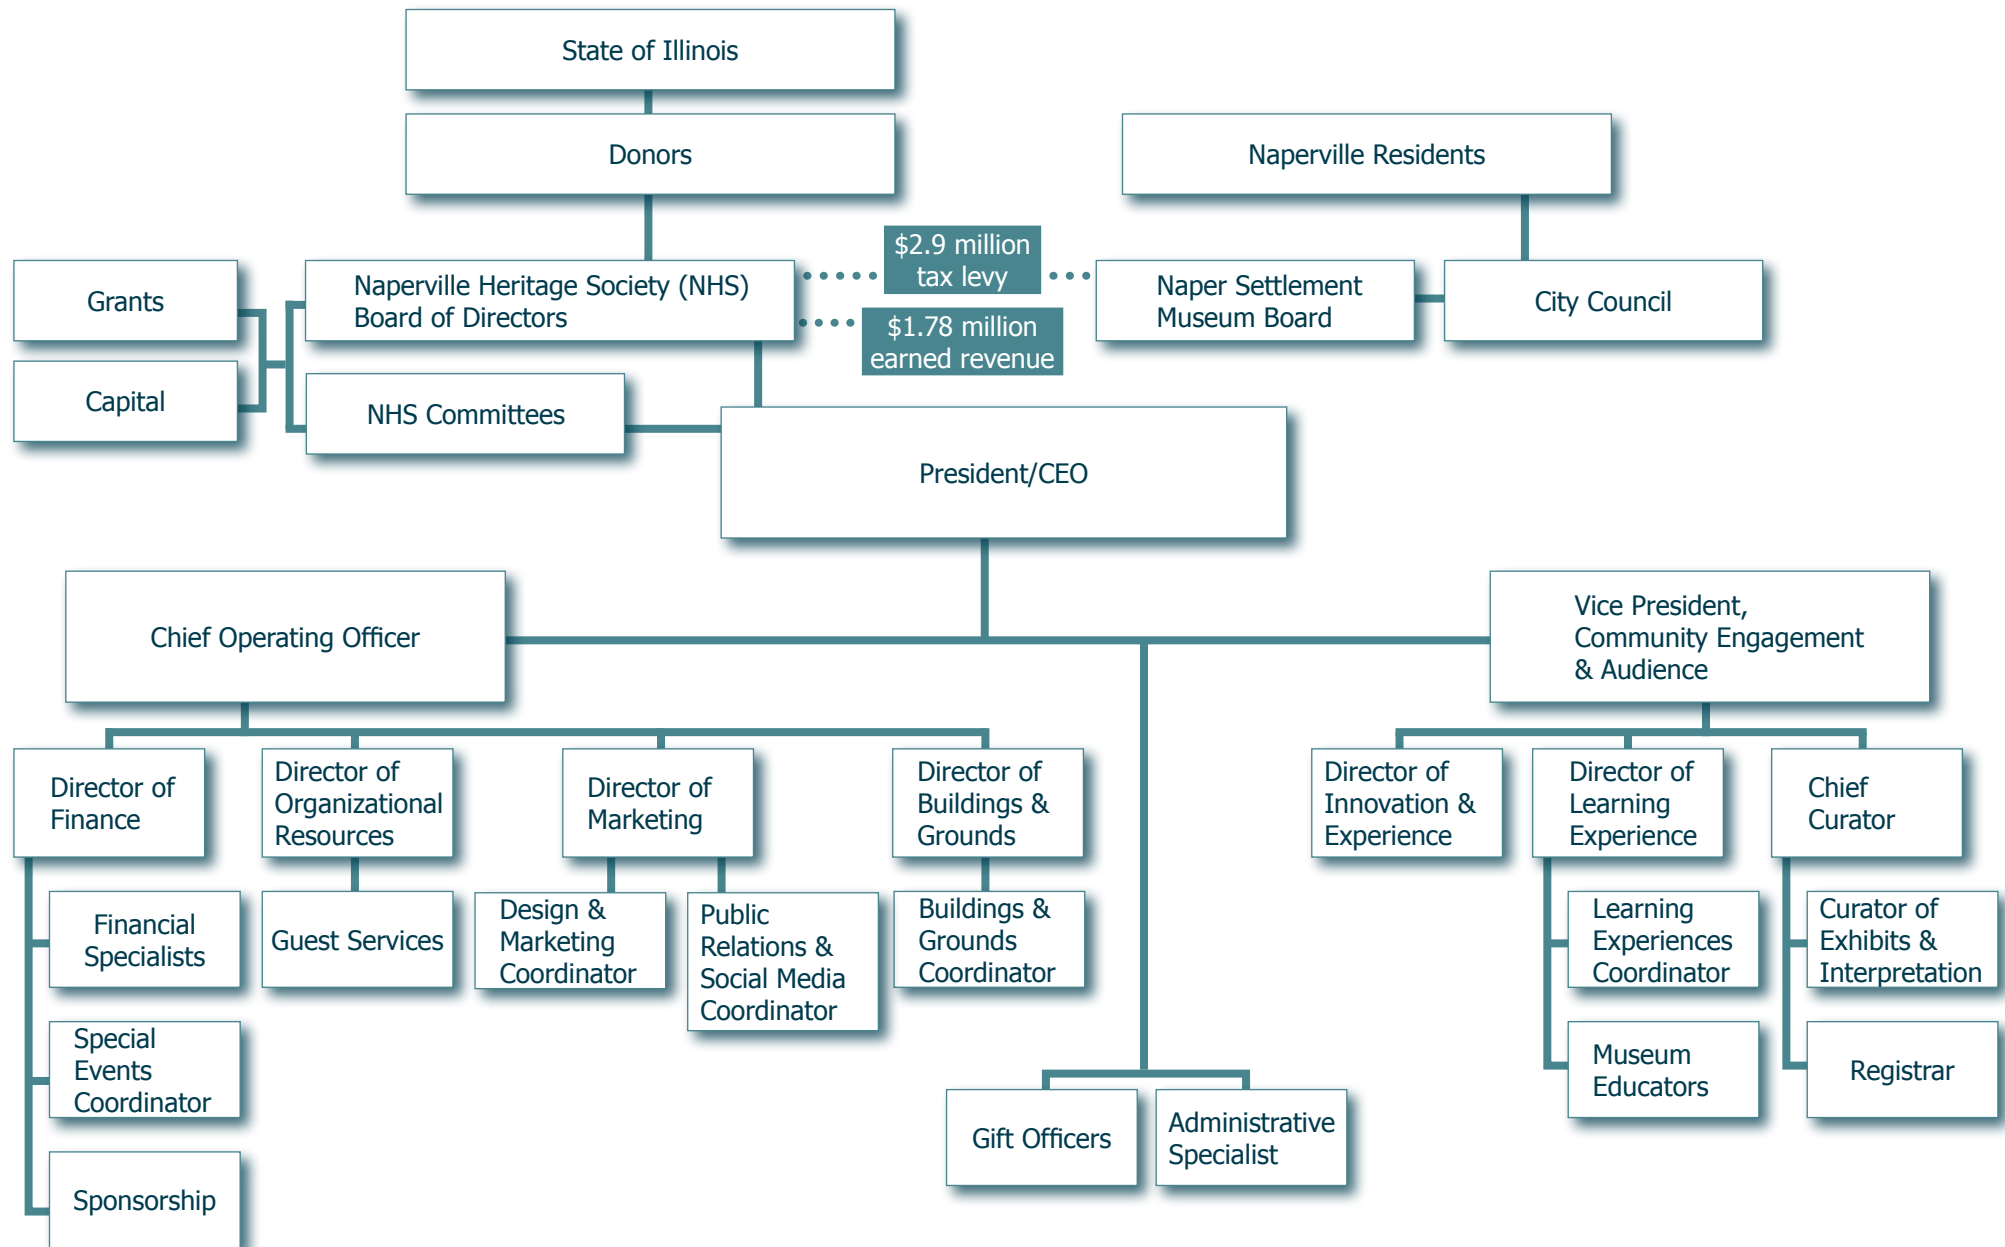 State of Illinois
Donors
Naperville Residents
$2.9 million
tax levy
Grants
Naperville Heritage Society (NHS)
Board of Directors
Naper Settlement
Museum Board
City Council
$1.78 million
earned revenue
Capital
NHS Committees
President/CEO
Chief Operating Officer
Vice President,
Community Engagement
& Audience
Director of
Finance
Director of
Organizational
Resources
Director of
Marketing
Director of
Buildings &
Grounds
Director of
Innovation &
Experience
Director of
Learning
Experience
Chief
Curator
Financial
Specialists
Guest Services
Design &
Marketing
Coordinator
Public
Relations &
Social Media
Coordinator
Buildings &
Grounds
Coordinator
Learning
Experiences
Coordinator
Curator of
Exhibits &
Interpretation
Special
Events
Coordinator
Museum
Educators
Registrar
Gift Officers
Administrative
Specialist
Sponsorship